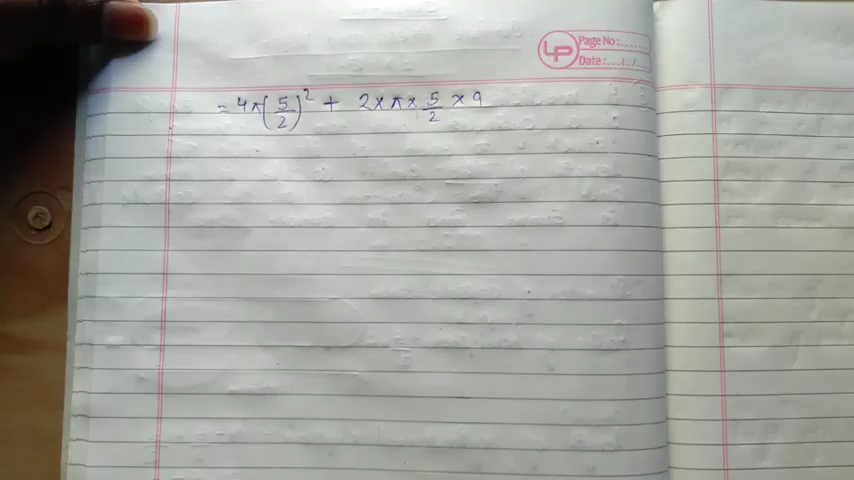 LP
Page No:......
Date:.../.../...
= 4π(5/2)² + 2×π×5/2×9